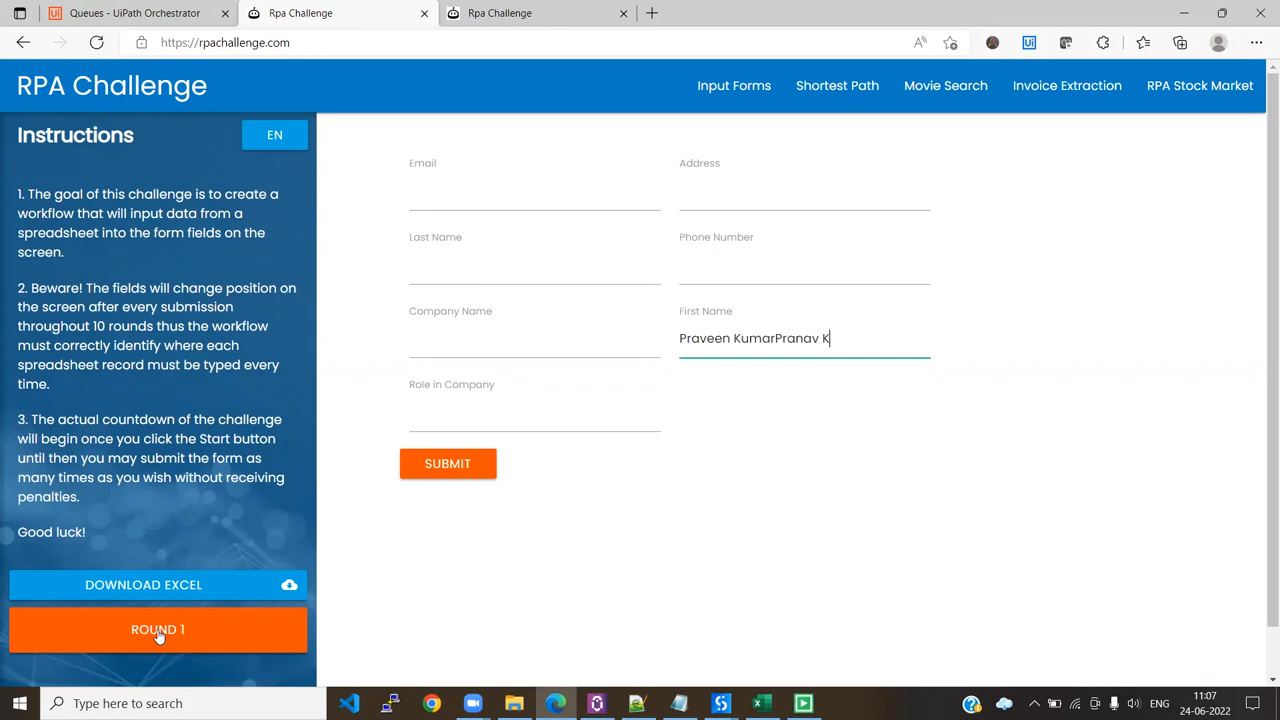 Queues - UiPath Orchestrator
RPA Challenge
RPA Challenge
https://rpachallenge.com
RPA Challenge
Input Forms
Shortest Path
Movie Search
Invoice Extraction
RPA Stock Market
Instructions
EN
1. The goal of this challenge is to create a
workflow that will input data from a
spreadsheet into the form fields on the
screen.
2. Beware! The fields will change position on
the screen after every submission
throughout 10 rounds thus the workflow
must correctly identify where each
spreadsheet record must be typed every
time.
3. The actual countdown of the challenge
will begin once you click the Start button
until then you may submit the form as
many times as you wish without receiving
penalties.
Good luck!
DOWNLOAD EXCEL
ROUND 1
Email
Address
Last Name
Phone Number
Company Name
First Name
Praveen KumarPranav K
Role in Company
SUBMIT
Type here to search
ENG
11:07
24-06-2022